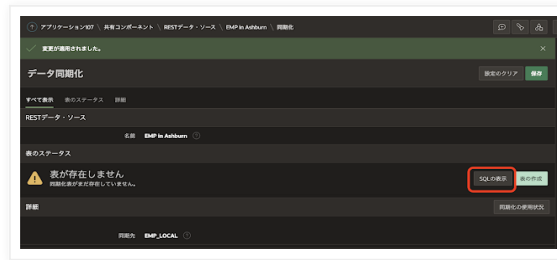 アプリケーション107 \ 共有コンポーネント \ RESTデータ・ソース \ EMP in Ashburn \ 同期化
変更が適用されました。
データ同期化
設定のクリア 保存
すべて表示 表のステータス 詳細
RESTデータ・ソース
名前 EMP in Ashburn
表のステータス
表が存在しません
同期化表がまだ存在していません。
SQLの表示 表の作成
詳細
同期化の使用状況
同期先 EMP_LOCAL